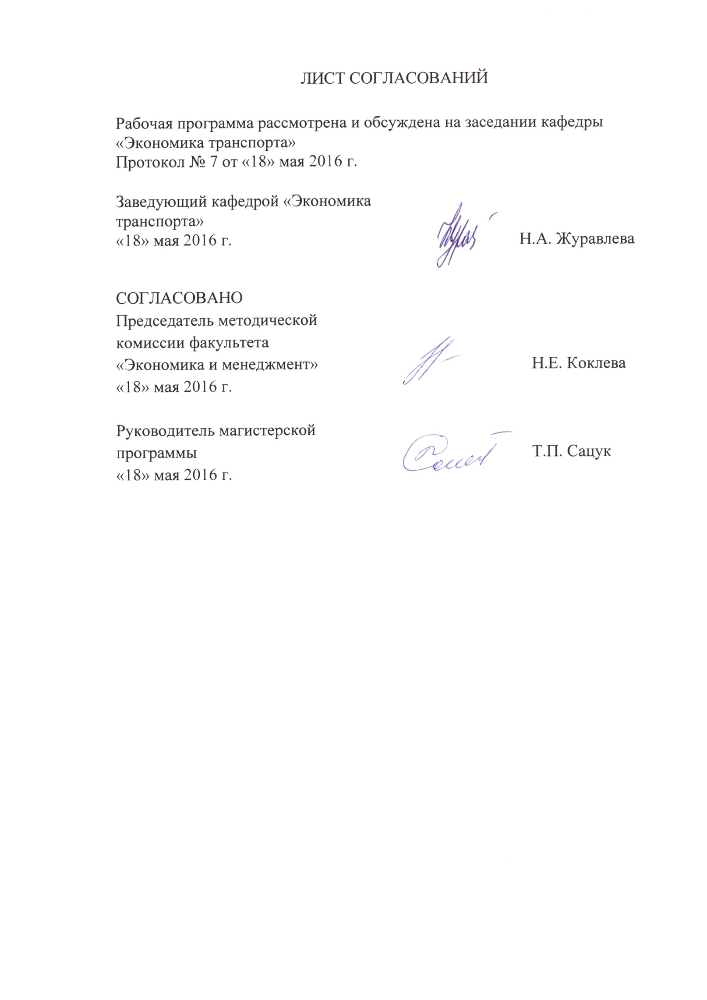 ЛИСТ СОГЛАСОВАНИЙ
Рабочая программа рассмотрена и обсуждена на заседании кафедры
«Экономика транспорта»
Протокол № 7 от «18» мая 2016 г.
Заведующий кафедрой «Экономика
транспорта»
«18» мая 2016 г.
Н.А. Журавлева
СОГЛАСОВАНО
Председатель методической
комиссии факультета
«Экономика и менеджмент»
Н.Е. Коклева
«18» мая 2016 г.
Руководитель магистерской
программы
Т.П. Сацук
«18» мая 2016 г.